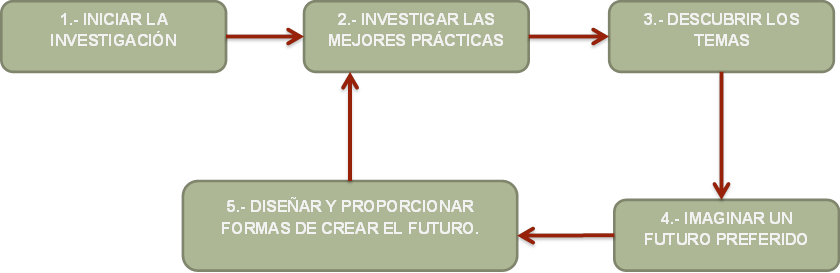 1.- INICIAR LA
INVESTIGACIÓN
2.- INVESTIGAR LAS
MEJORES PRÁCTICAS
3.- DESCUBRIR LOS
TEMAS
4.- IMAGINAR UN
FUTURO PREFERIDO
5.- DISEÑAR Y PROPORCIONAR
FORMAS DE CREAR EL FUTURO.